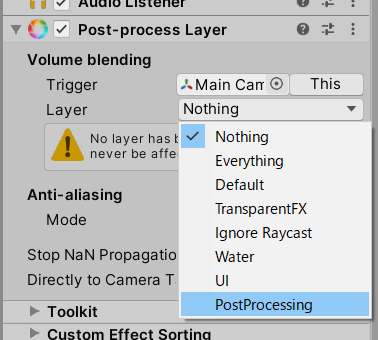 Audio Listener
Post-process Layer
Volume blending
Trigger Main Cam This
Layer Nothing
No layer has b
never be affe
Nothing
Everything
Default
TransparentFX
Ignore Raycast
Water
UI
PostProcessing
Anti-aliasing
Mode
Stop NaN Propagatio
Directly to Camera T
Toolkit
Custom Effect Sorting